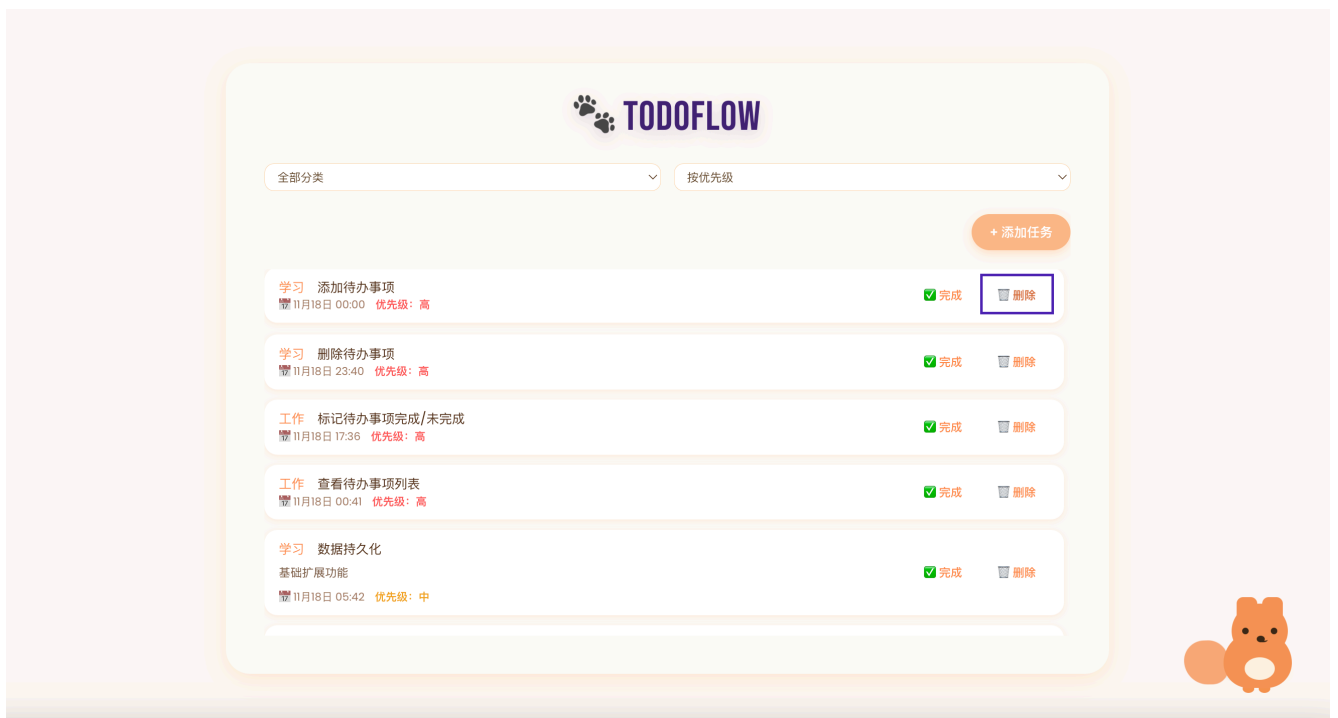 TODOFLOW
全部分类 按优先级
+ 添加任务
学习 添加待办事项
11月18日 00:00 优先级：高
✅ 完成 🗑️ 删除
学习 删除待办事项
11月18日 23:40 优先级：高
✅ 完成 🗑️ 删除
工作 标记待办事项完成/未完成
11月18日 17:36 优先级：高
✅ 完成 🗑️ 删除
工作 查看待办事项列表
11月18日 00:41 优先级：高
✅ 完成 🗑️ 删除
学习 数据持久化
基础扩展功能
11月18日 05:42 优先级：中
✅ 完成 🗑️ 删除